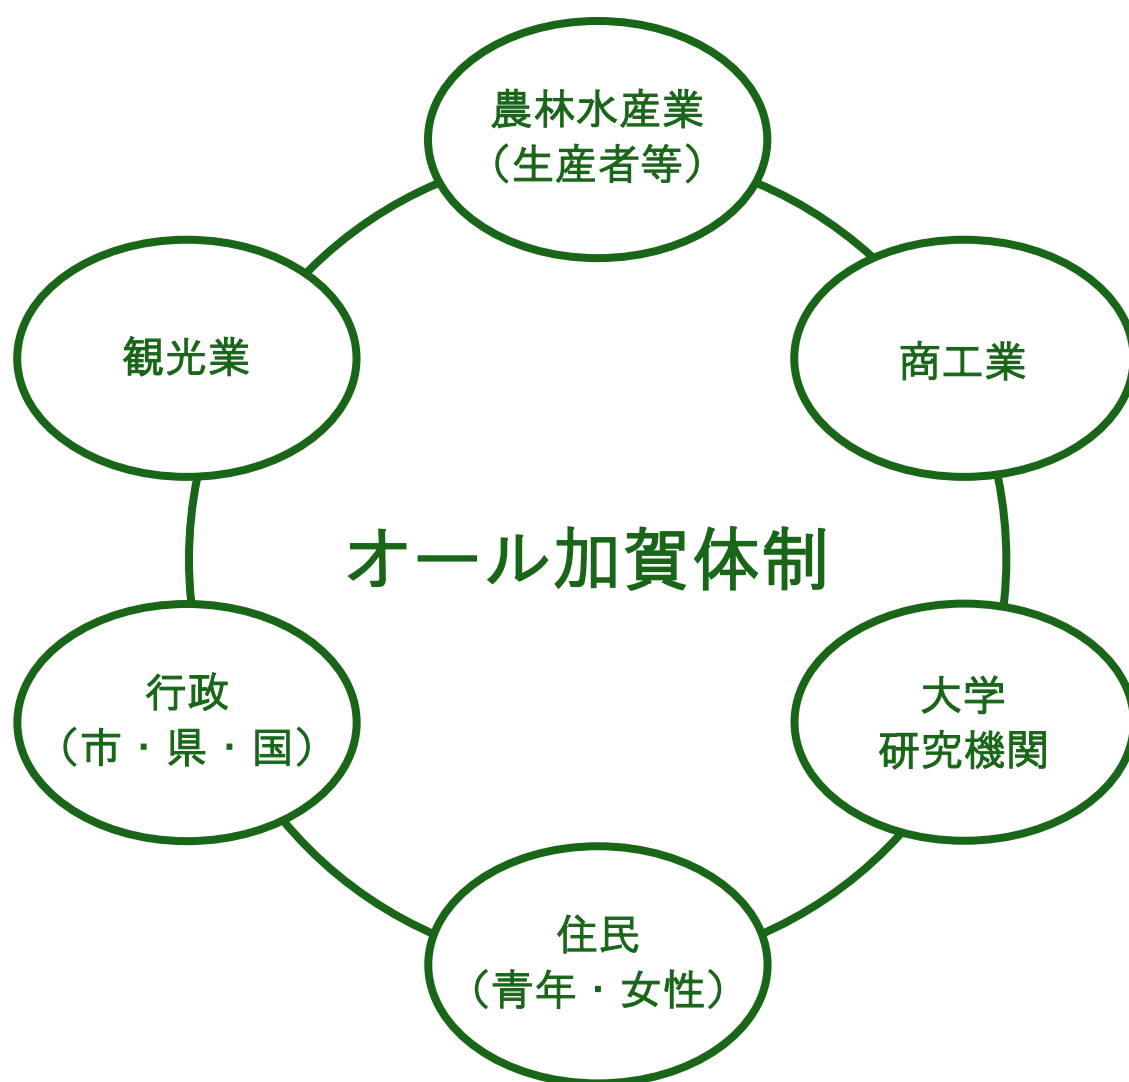 農林水産業
（生産者等）
観光業
商工業
オール加賀体制
行政
（市・県・国）
大学
研究機関
住民
（青年・女性）